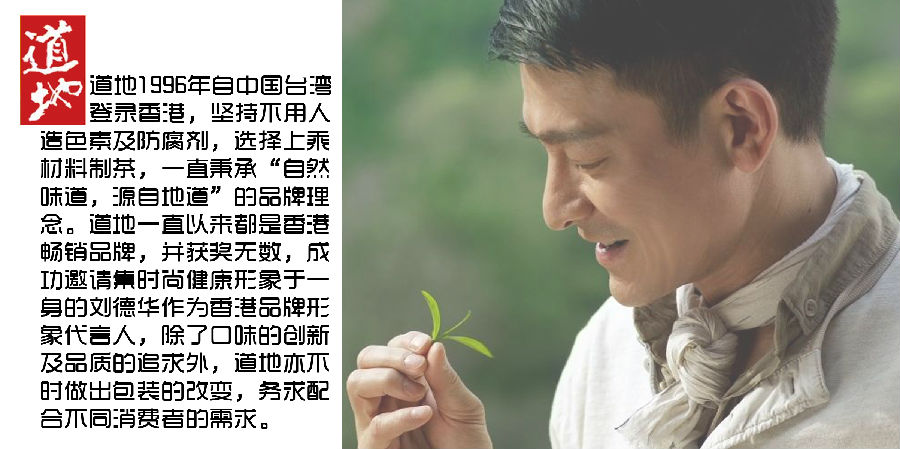 道地
道地1996年自中国台湾
登录香港，坚持不用人
造色素及防腐剂，选择上乘
材料制茶，一直秉承“自然
味道，源自地道”的品牌理
念。道地一直以来都是香港
畅销品牌，并获奖无数，成
功邀请集时尚健康形象于一
身的刘德华作为香港品牌形
象代言人，除了口味的创新
及品质的追求外，道地亦不
时做出包装的改变，务求配
合不同消费者的需求。